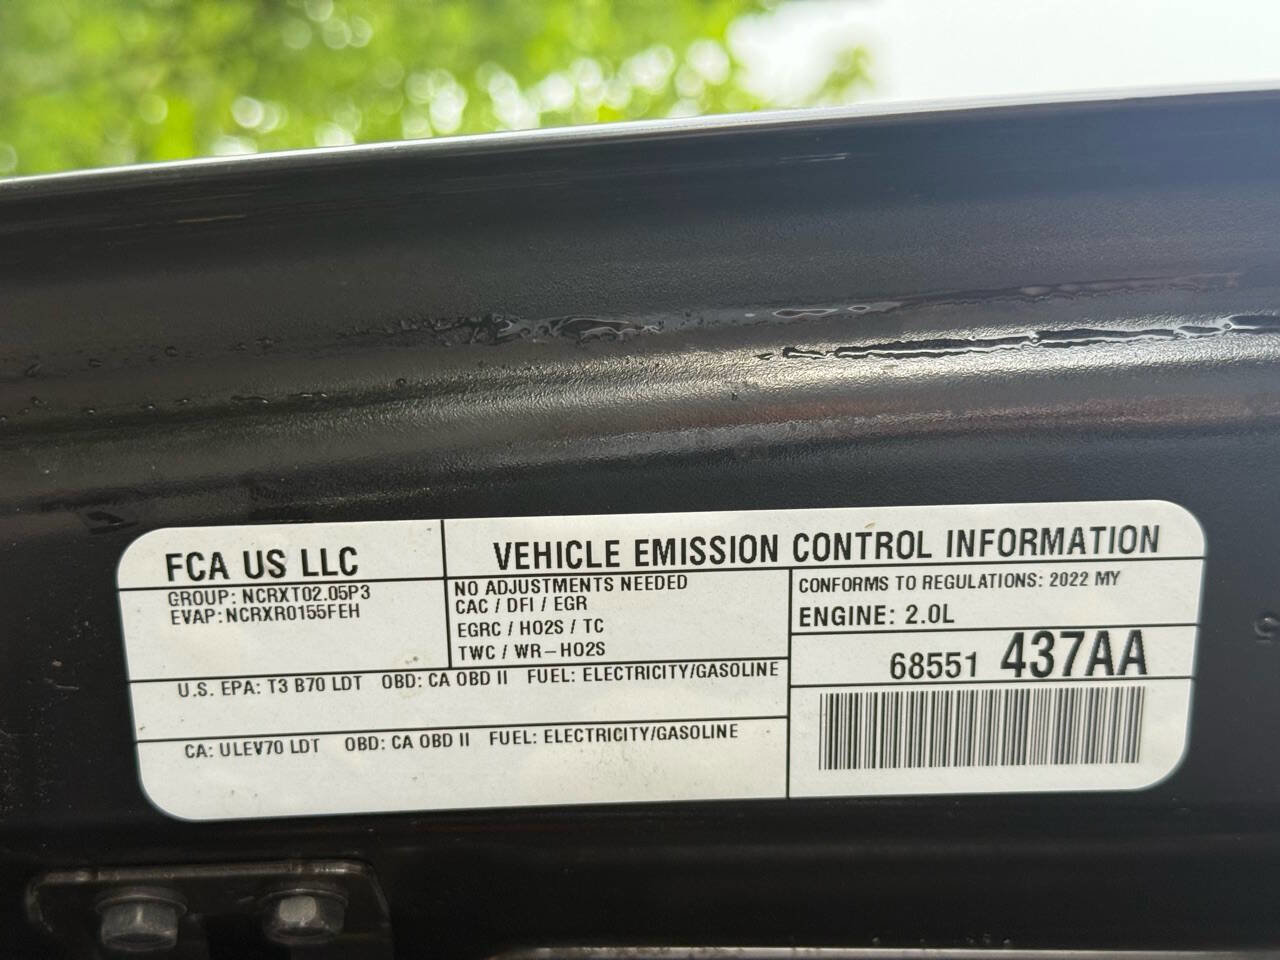 FCA US LLC
VEHICLE EMISSION CONTROL INFORMATION
GROUP: NCRXT02.05P3
EVAP: NCRXR0155FEH
NO ADJUSTMENTS NEEDED
CAC / DFI / EGR
EGRC / HO2S / TC
TWC / WR-HO2S
CONFORMS TO REGULATIONS: 2022 MY
ENGINE: 2.0L
68551 437AA
U.S. EPA: T3 B70 LDT OBD: CA OBD II FUEL: ELECTRICITY/GASOLINE
CA: ULEV70 LDT OBD: CA OBD II FUEL: ELECTRICITY/GASOLINE